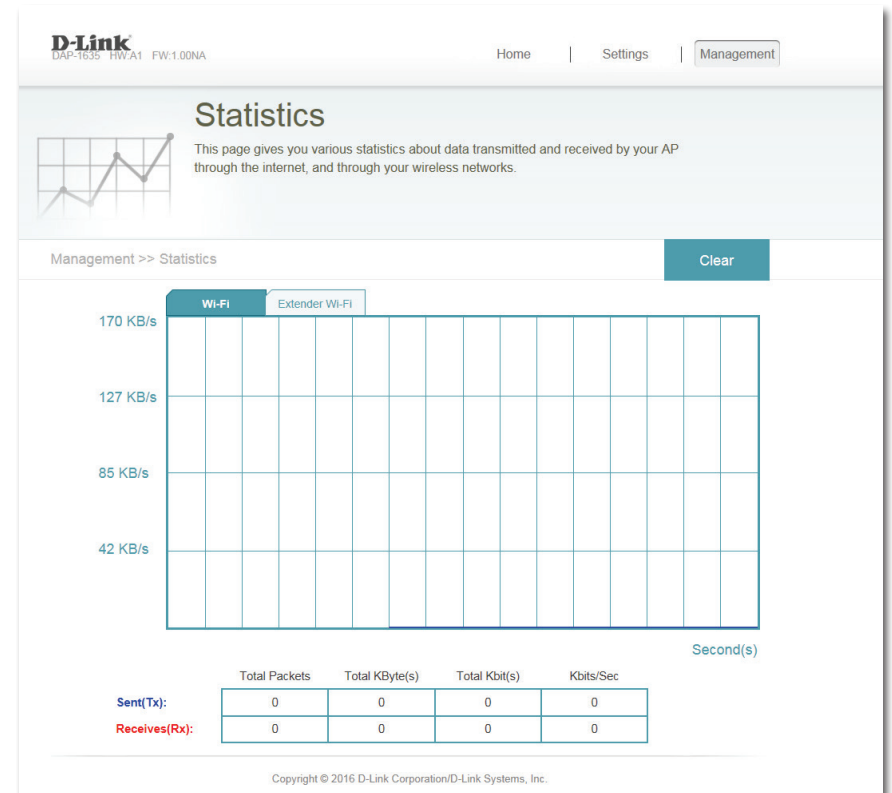 D-Link
DAP-1635 HW:A1 FW:1.00NA
Home | Settings | Management
Statistics
This page gives you various statistics about data transmitted and received by your AP
through the internet, and through your wireless networks.
Management >> Statistics
Clear
Wi-Fi Extender Wi-Fi
170 KB/s
127 KB/s
85 KB/s
42 KB/s
Second(s)
Total Packets Total KByte(s) Total Kbit(s) Kbits/Sec
Sent(Tx): 0 0 0 0
Receives(Rx): 0 0 0 0
Copyright © 2016 D-Link Corporation/D-Link Systems, Inc.